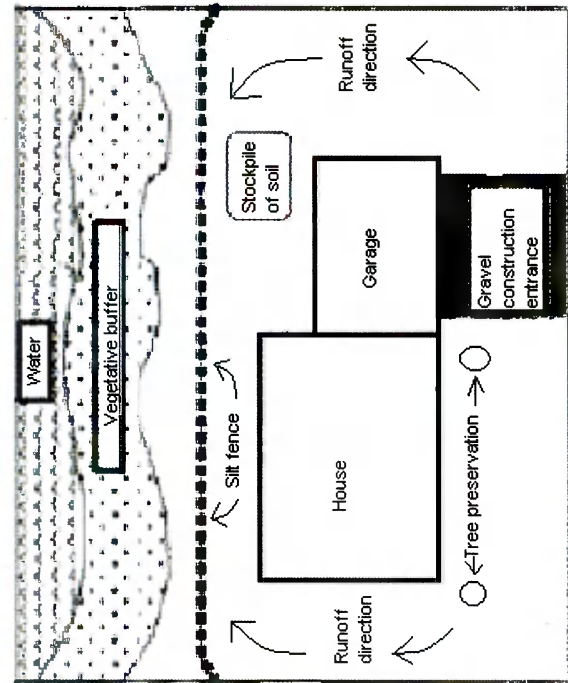 Water
Vegetative buffer
Silt fence
Runoff
direction
Stockpile
of soil
Runoff
direction
House
Garage
Tree preservation
Gravel
construction
entrance